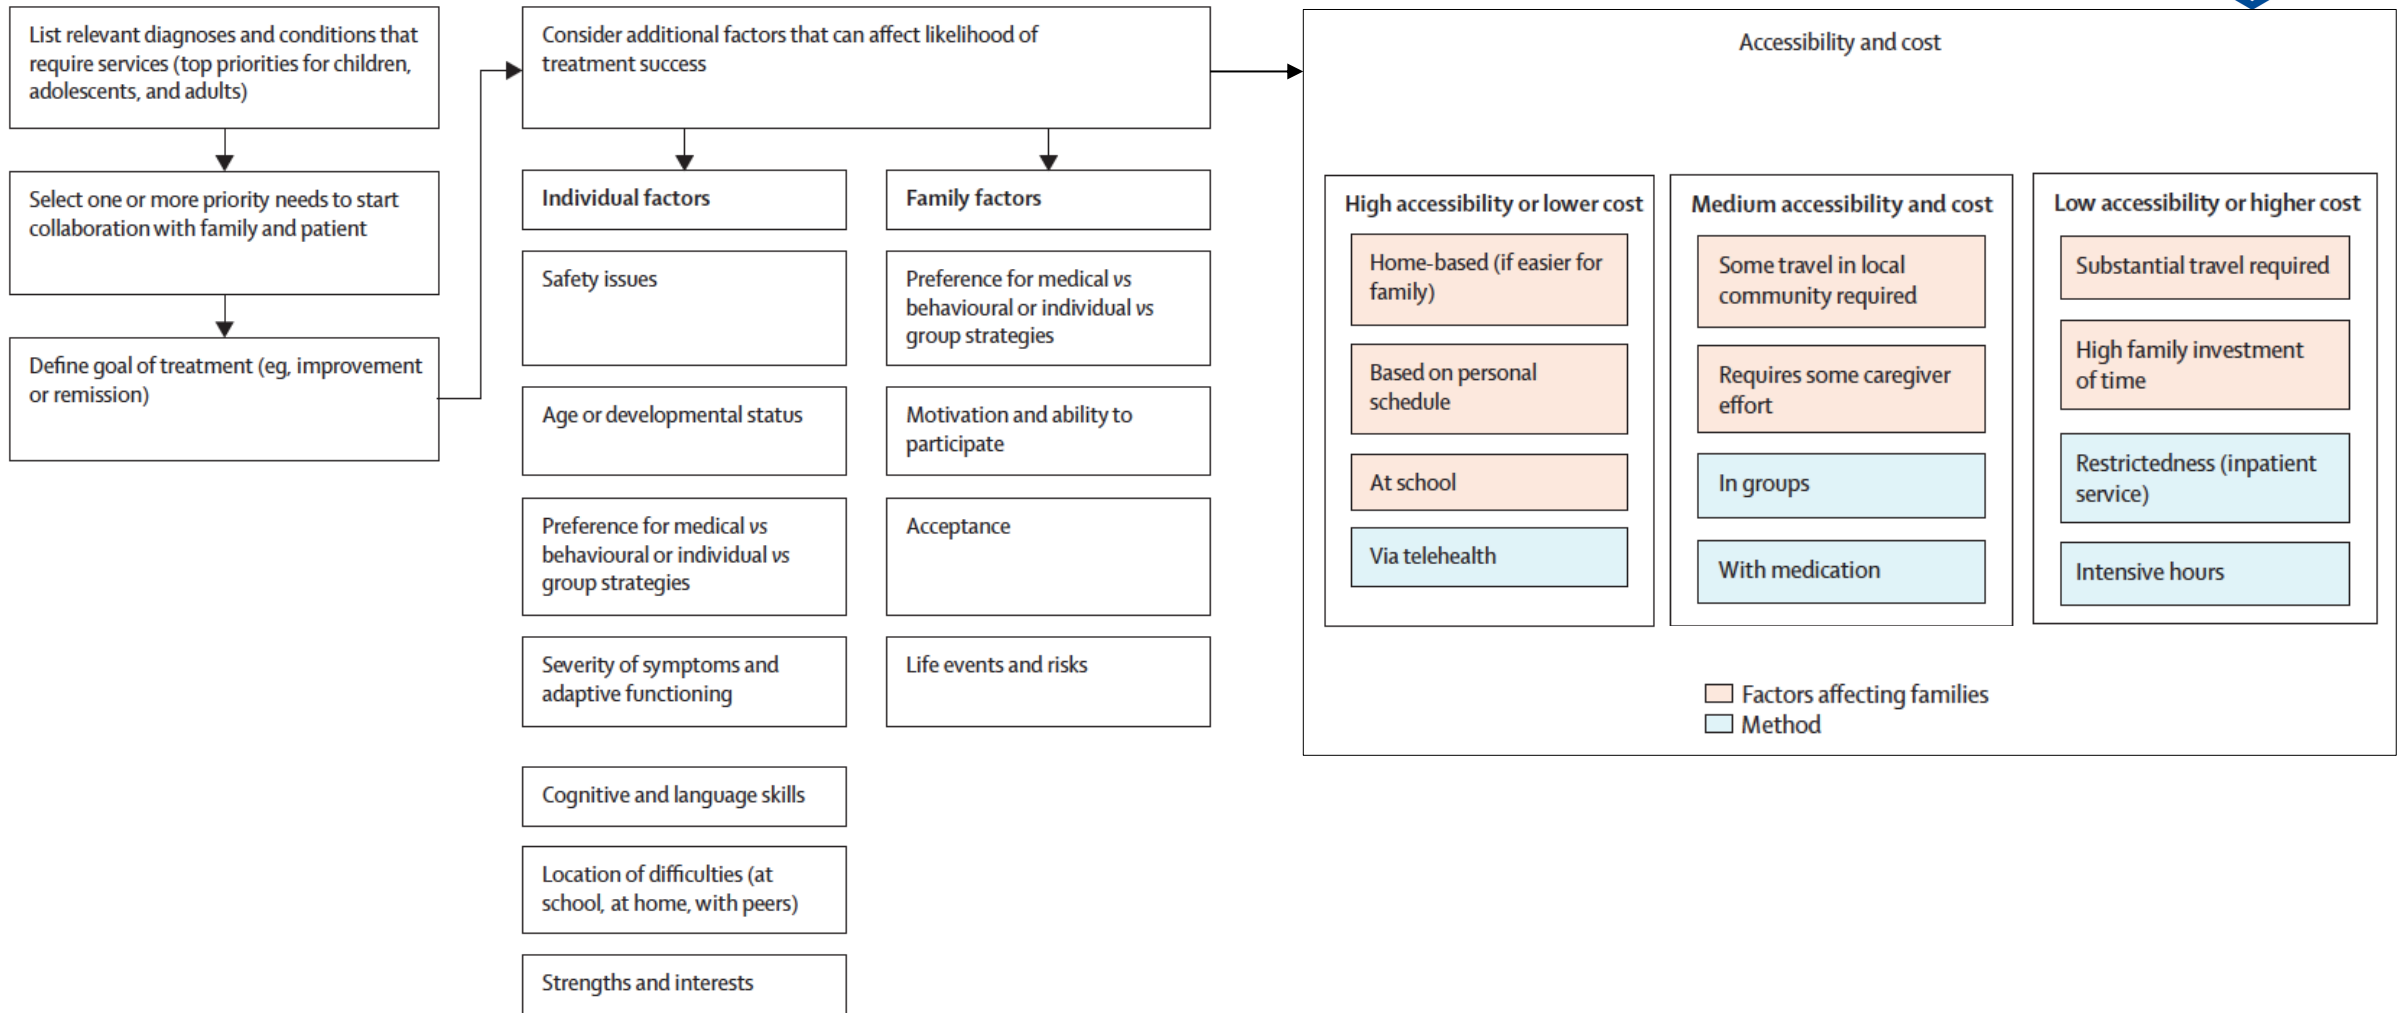 List relevant diagnoses and conditions that
require services (top priorities for children,
adolescents, and adults)
Select one or more priority needs to start
collaboration with family and patient
Define goal of treatment (eg, improvement
or remission)
Consider additional factors that can affect likelihood of
treatment success
Individual factors
Safety issues
Age or developmental status
Preference for medical vs
behavioural or individual vs
group strategies
Severity of symptoms and
adaptive functioning
Cognitive and language skills
Location of difficulties (at
school, at home, with peers)
Strengths and interests
Family factors
Preference for medical vs
behavioural or individual vs
group strategies
Motivation and ability to
participate
Acceptance
Life events and risks
Accessibility and cost
High accessibility or lower cost
Home-based (if easier for
family)
Based on personal
schedule
At school
Via telehealth
Medium accessibility and cost
Some travel in local
community required
Requires some caregiver
effort
In groups
With medication
Low accessibility or higher cost
Substantial travel required
High family investment
of time
Restrictedness (inpatient
service)
Intensive hours
Factors affecting families
Method